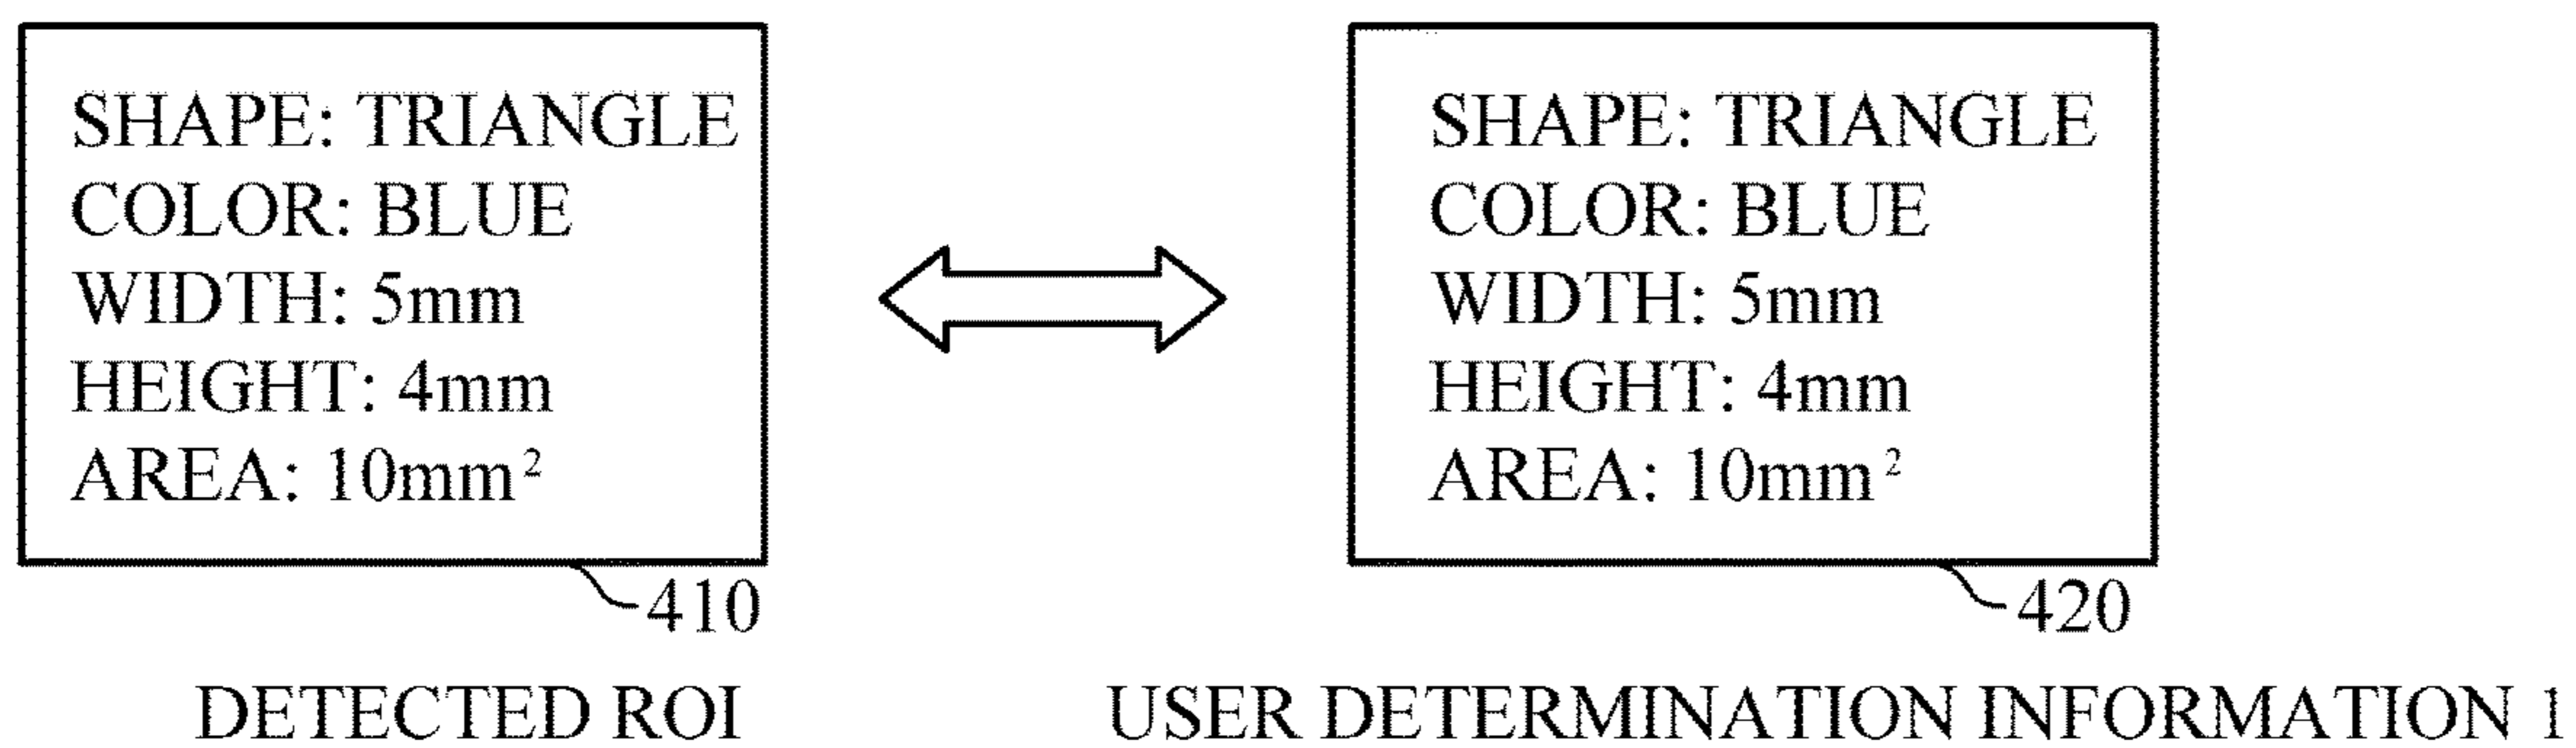 SHAPE: TRIANGLE
COLOR: BLUE
WIDTH: 5mm
HEIGHT: 4mm
AREA: 10mm²
410
DETECTED ROI
SHAPE: TRIANGLE
COLOR: BLUE
WIDTH: 5mm
HEIGHT: 4mm
AREA: 10mm²
420
USER DETERMINATION INFORMATION 1